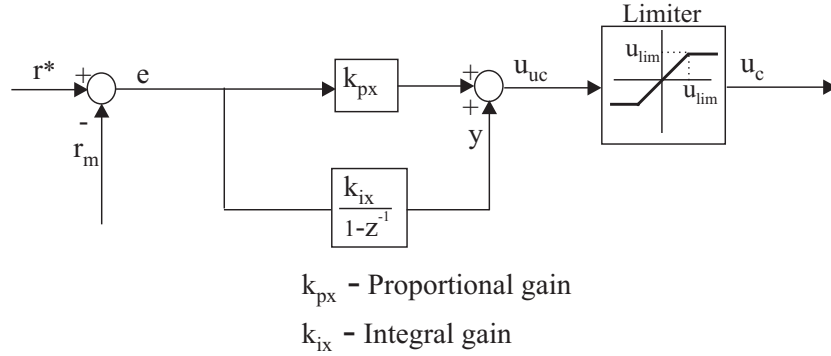 Limiter
r*
+
e
k_px
+
u_uc
u_lim
u_lim
u_c
-
r_m
+
y
k_ix
1-z^-1
k_px - Proportional gain
k_ix - Integral gain